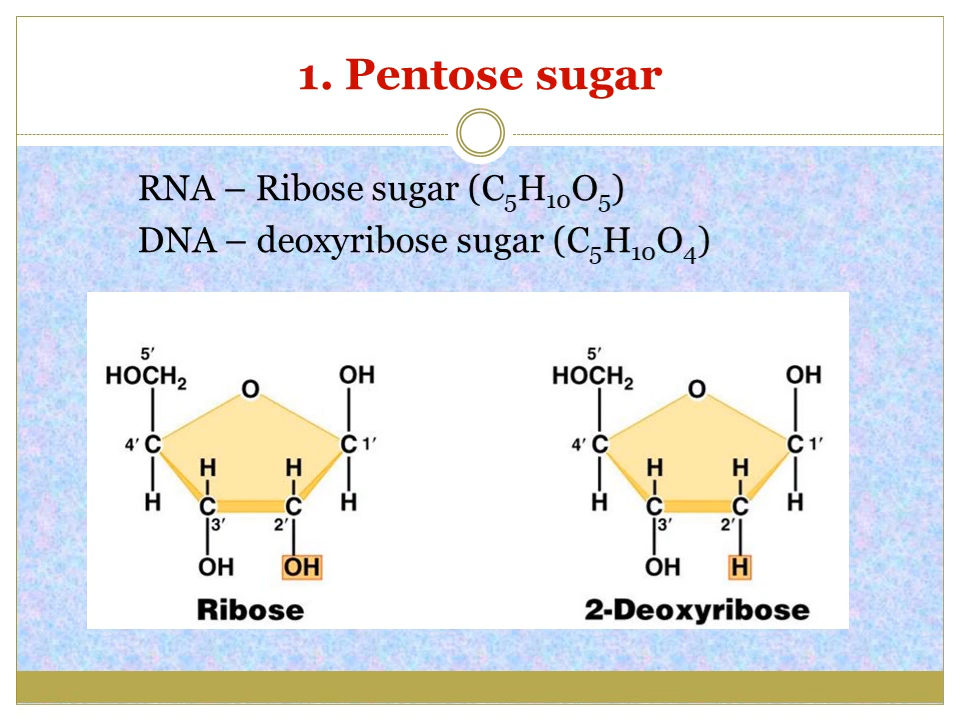 1. Pentose sugar
RNA – Ribose sugar (C₅H₁₀O₅)
DNA – deoxyribose sugar (C₅H₁₀O₄)
5′ 5′
HOCH₂ O OH HOCH₂ O OH
4′ C C 1′ 4′ C C 1′
H H H H
H C C H H C C H
3′ 2′ 3′ 2′
OH OH OH H
Ribose 2-Deoxyribose